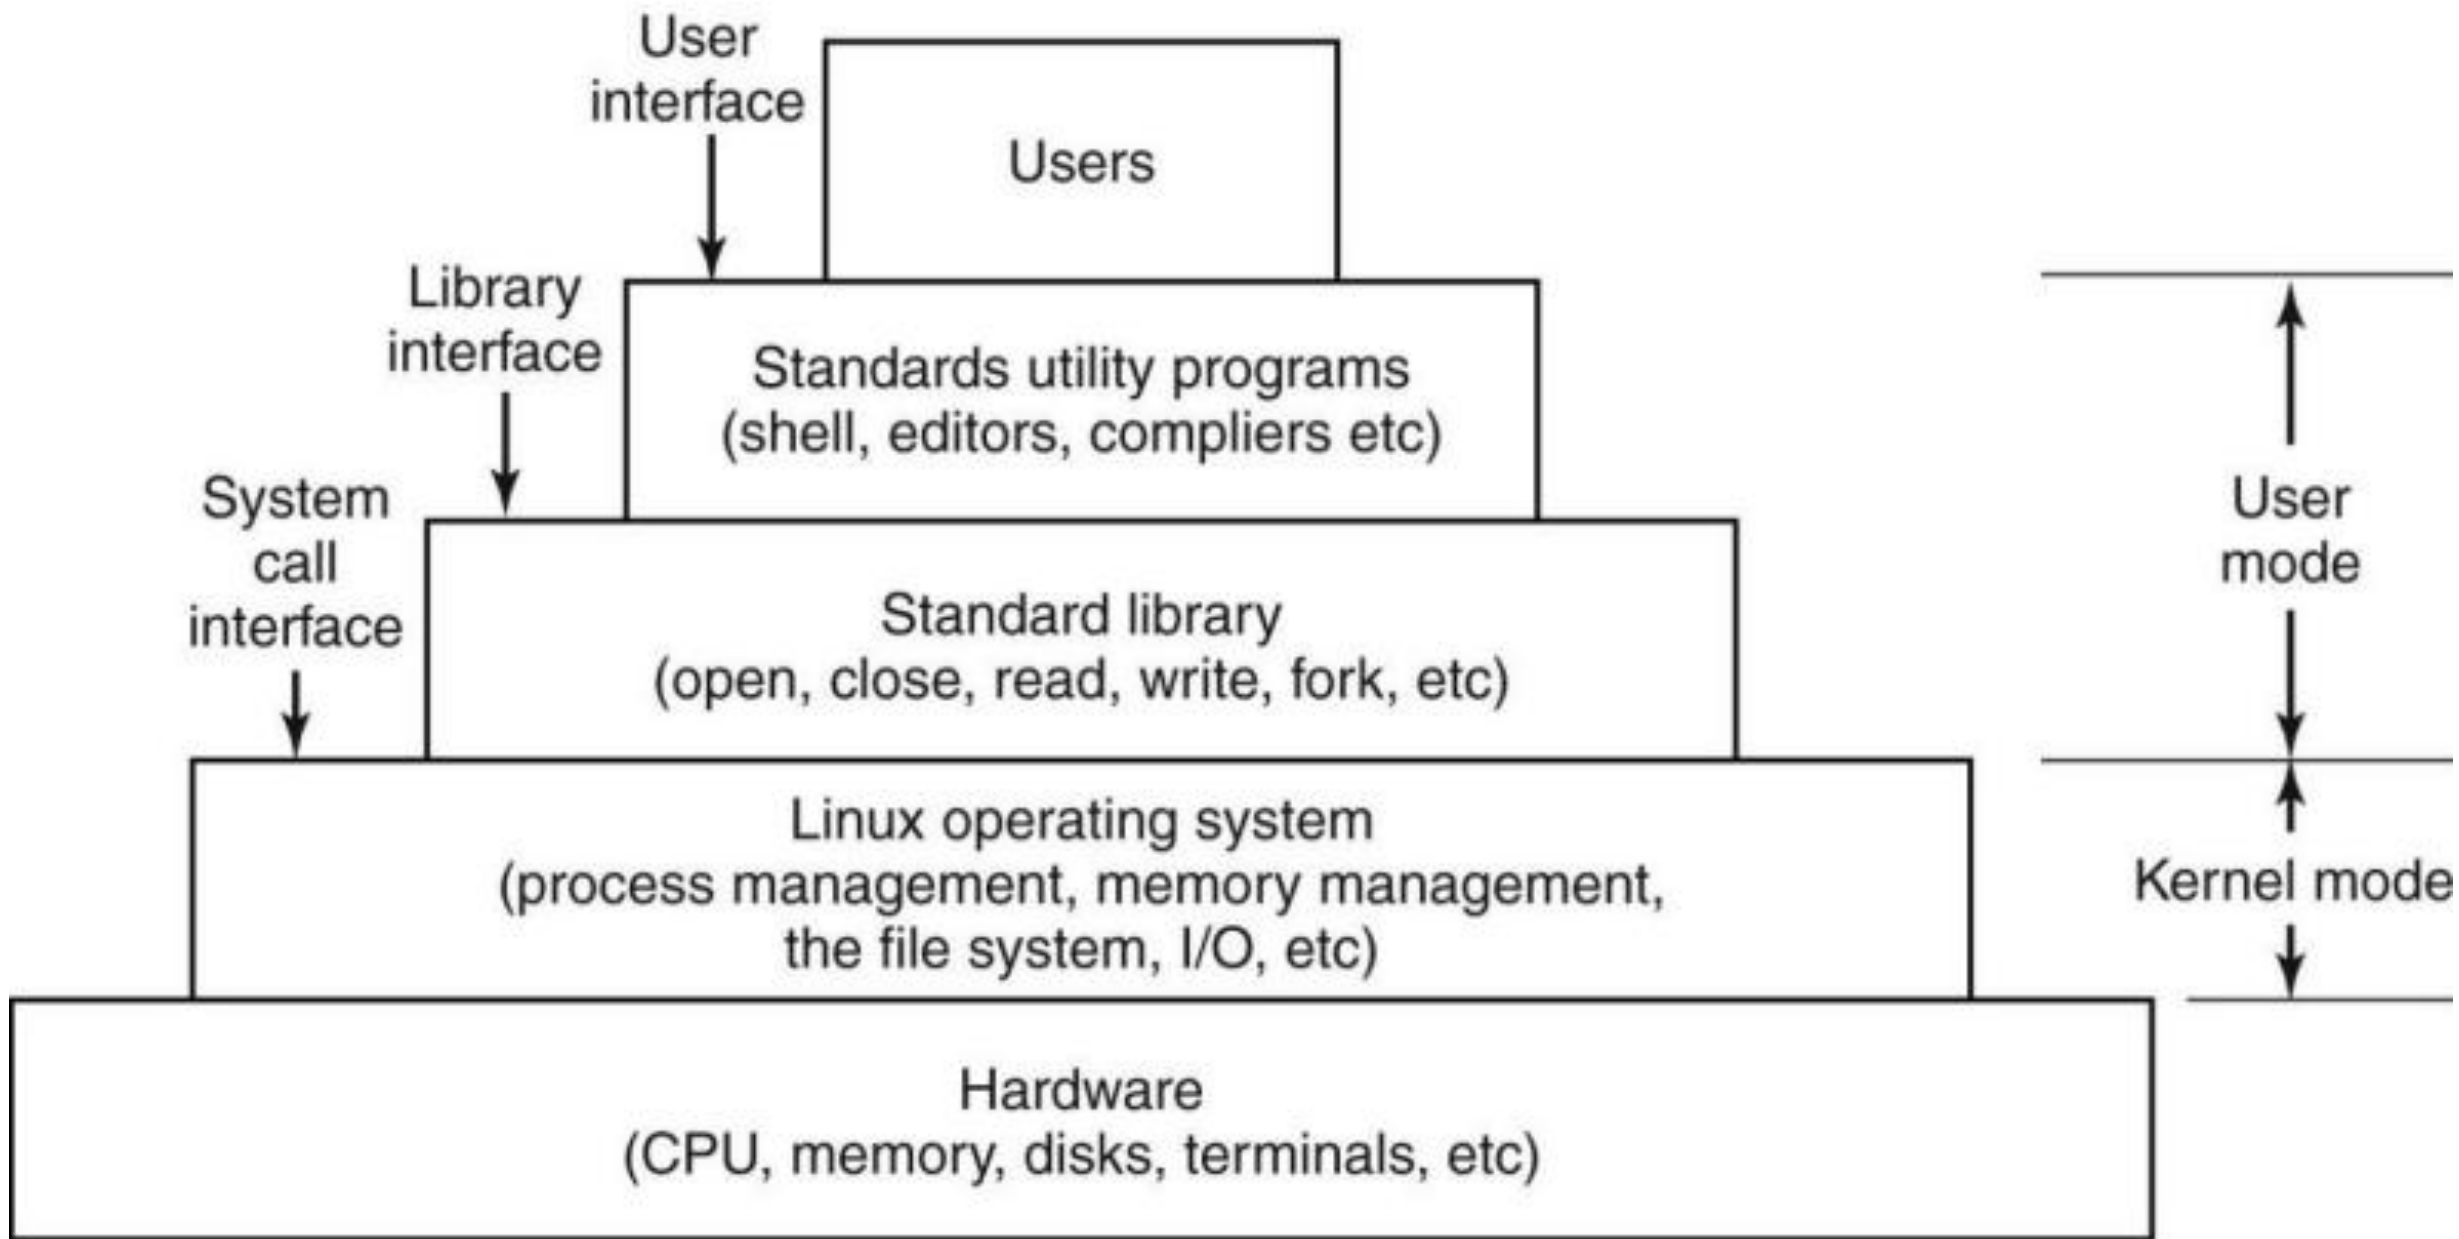 User
interface
Users
Library
interface
Standards utility programs
(shell, editors, compliers etc)
System
call
interface
User
mode
Standard library
(open, close, read, write, fork, etc)
Linux operating system
(process management, memory management,
the file system, I/O, etc)
Kernel mode
Hardware
(CPU, memory, disks, terminals, etc)